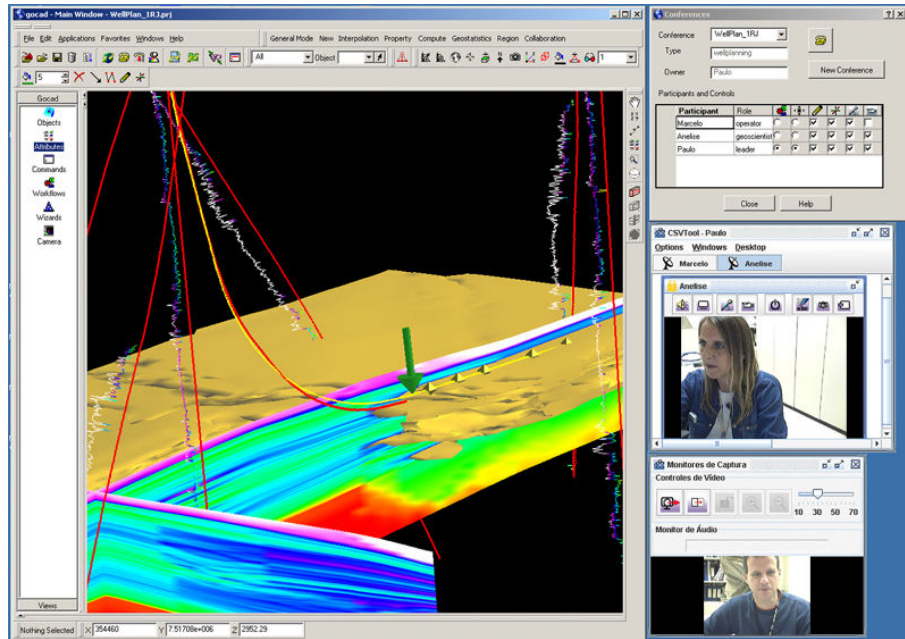 gocad - Main Window - WellPlan_1RJ.prj
File Edit Applications Favorites Windows Help
General Mode New Interpolation Property Compute Geostatistics Region Collaboration
All
Object
1
5
Gocad
Objects
Attributes
Commands
Workflows
Wizards
Camera
Views
Nothing Selected X 354460 Y 7.51708e+006 Z 2952.29
Conferences
Conference WellPlan_1RJ
Type wellplanning
Owner Paulo
New Conference
Participants and Controls
Participant Role
Marcelo operator
Anelise geoscientist
Paulo leader
Close Help
CSVTool - Paulo
Options Windows Desktop
Marcelo Anelise
Anelise
Monitores de Captura
Controles de Vídeo
10 30 50 70
Monitor de Áudio